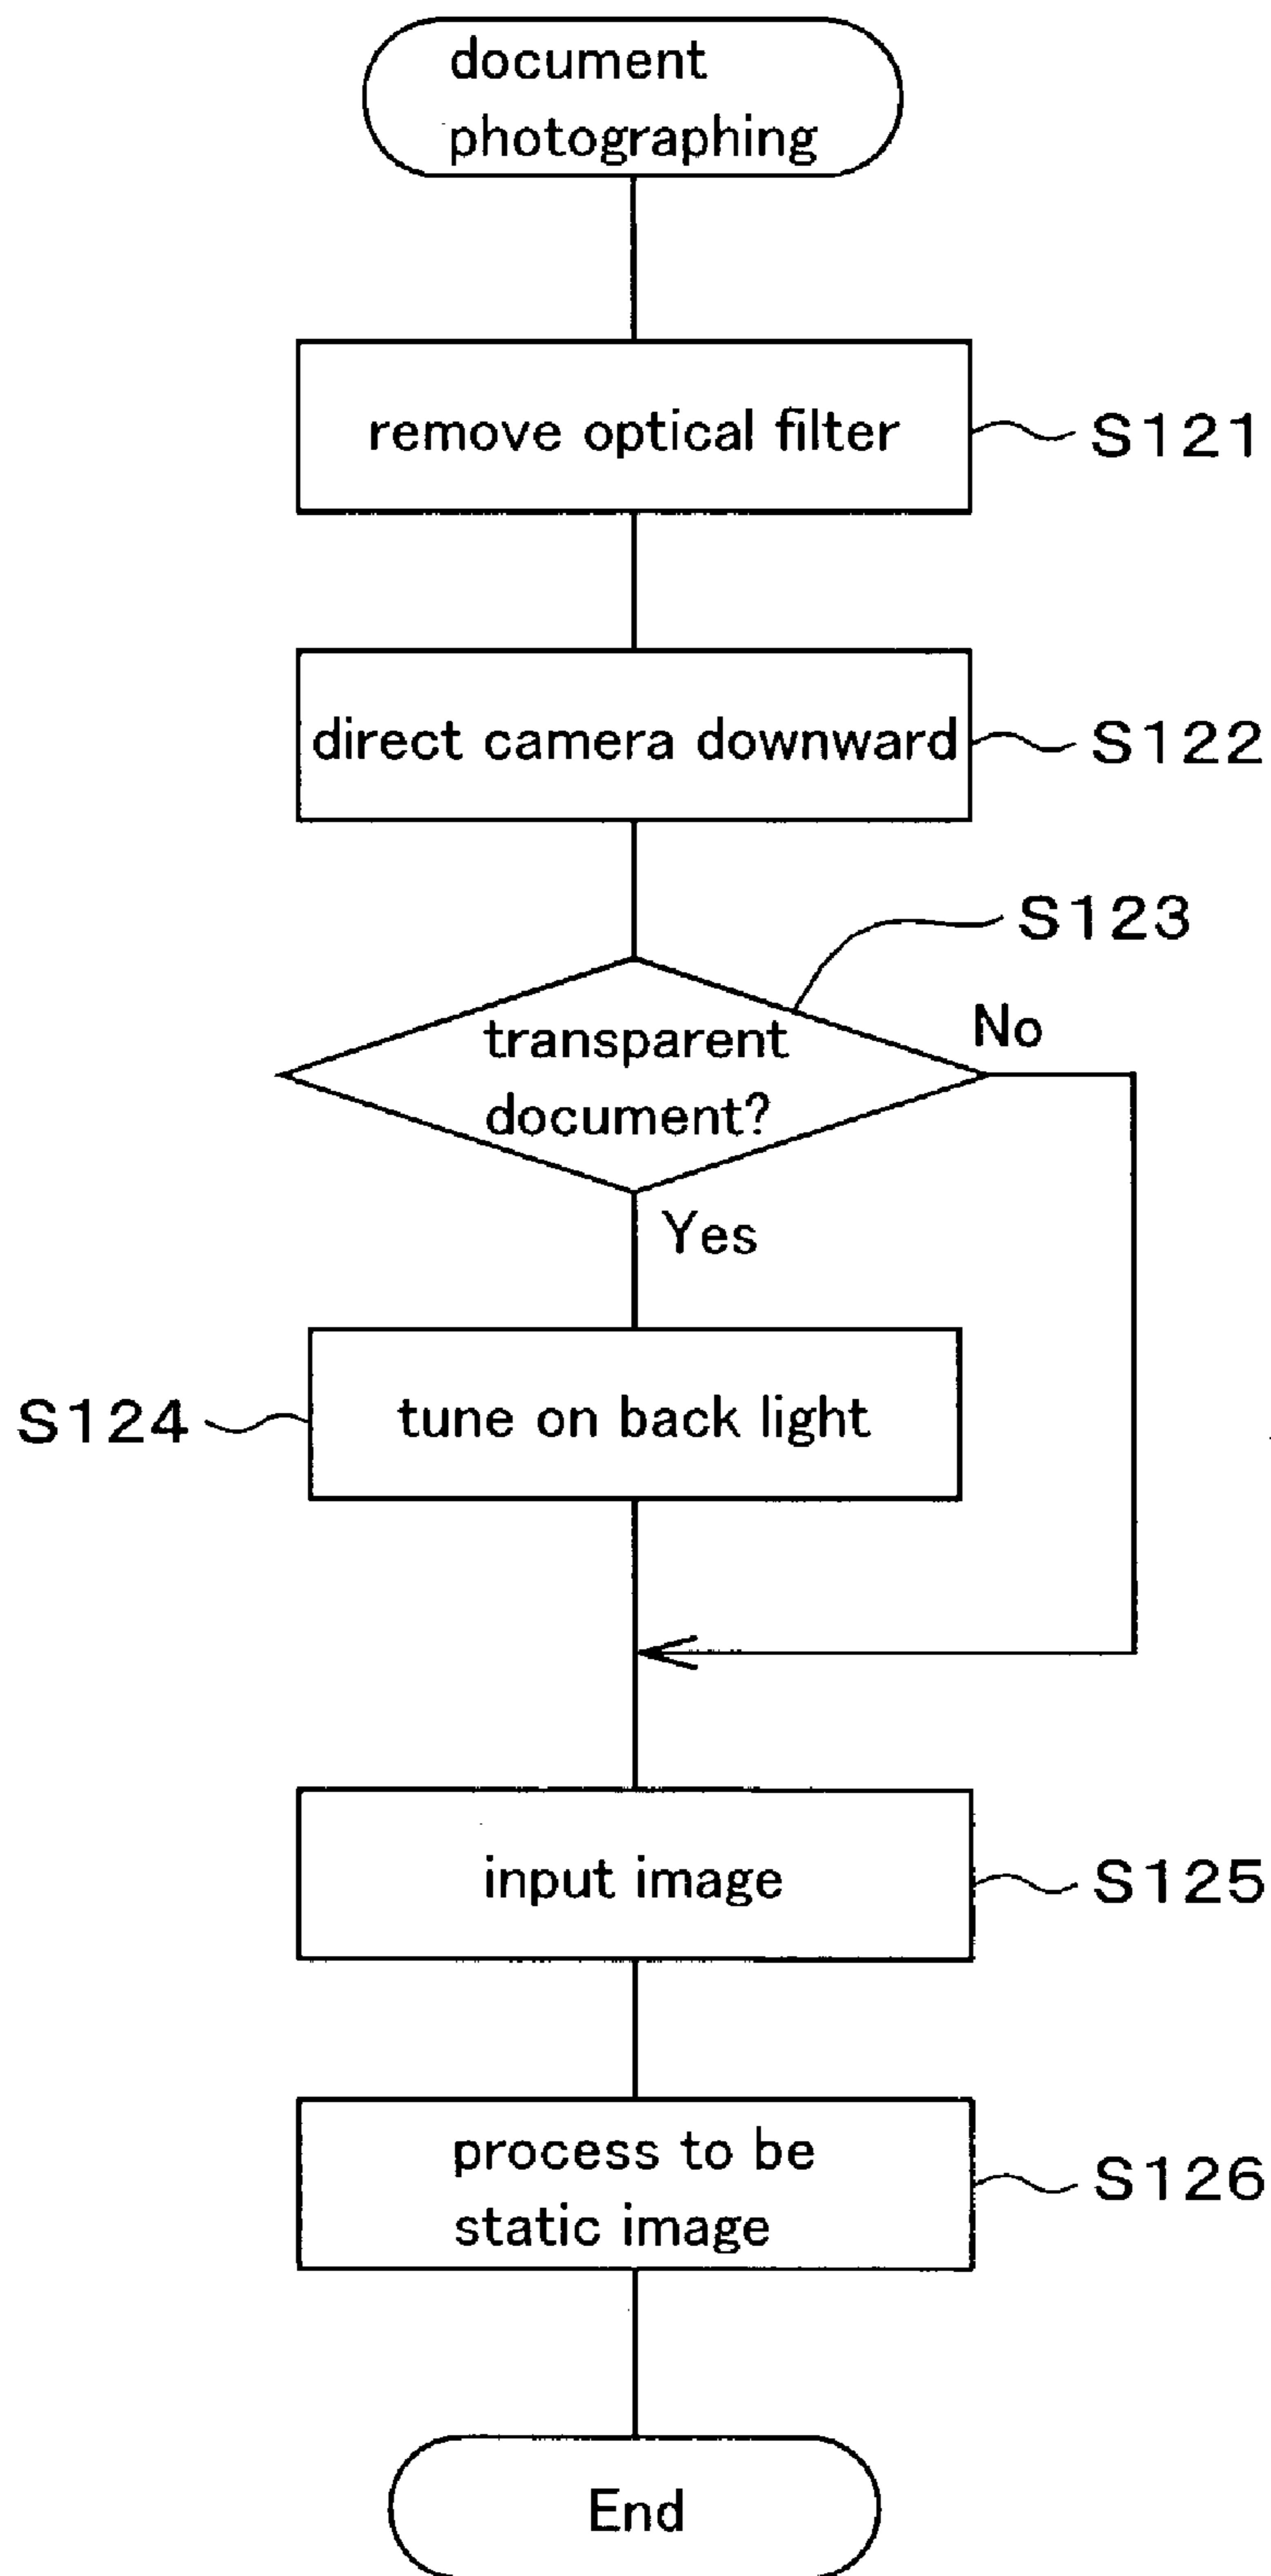 document
photographing
remove optical filter
S121
direct camera downward
S122
S123
transparent
document?
No
Yes
S124
tune on back light
input image
S125
process to be
static image
S126
End